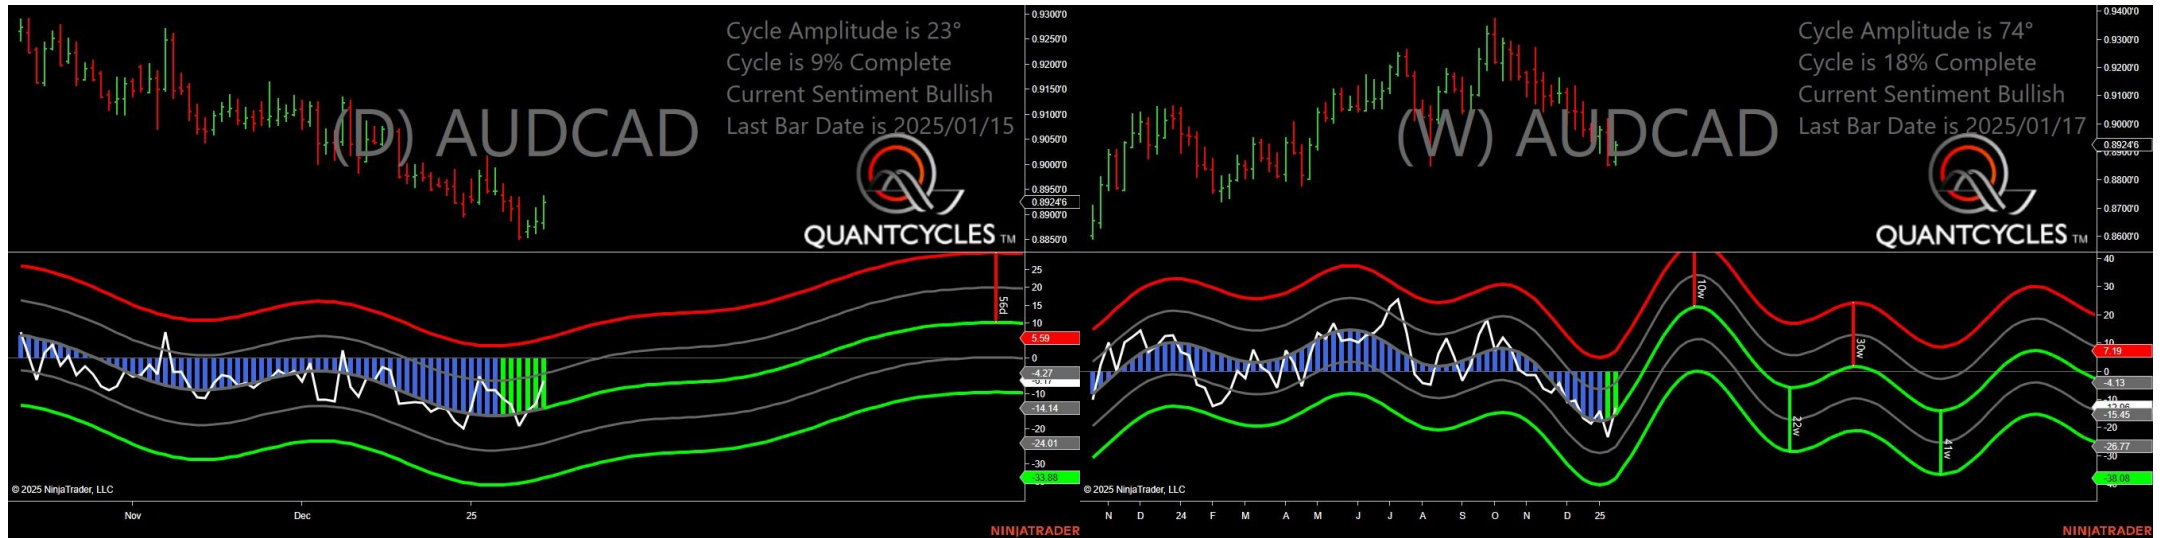 0.9300'0
Cycle Amplitude is 23°
0.9250'0
Cycle is 9% Complete
0.9200'0
0.9150'0
Current Sentiment Bullish
0.9100'0
(D) AUDCAD
Last Bar Date is 2025/01/15
0.9050'0
0.9000'0
0.8950'0
0.8924'6
0.8900'0
QUANTCYCLES TM
0.8850'0
25
20
56d
15
10
5.59
0
-4.27
-10
-14.14
-20
-24.01
-30
-33.88
© 2025 NinjaTrader, LLC
Nov
Dec
25
NINJATRADER
0.9400'0
Cycle Amplitude is 74°
0.9300'0
Cycle is 18% Complete
0.9200'0
Current Sentiment Bullish
0.9100'0
(W) AUDCAD
Last Bar Date is 2025/01/17
0.9000'0
0.8924'6
0.8800'0
0.8700'0
QUANTCYCLES TM
0.8600'0
40
10w
30
20
30w
10
7.19
0
-4.13
-15.45
22w
-20
41w
-26.77
-30
-38.08
© 2025 NinjaTrader, LLC
N
D
24
F
M
A
M
J
J
A
S
O
N
D
25
NINJATRADER